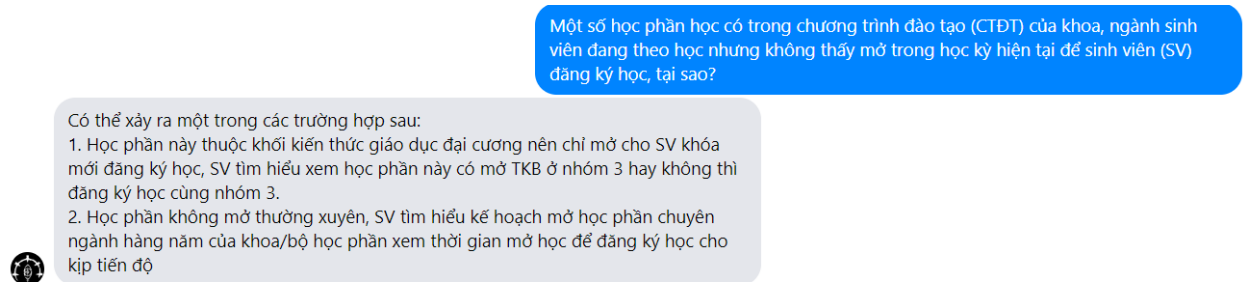 Một số học phần học có trong chương trình đào tạo (CTĐT) của khoa, ngành sinh
viên đang theo học nhưng không thấy mở trong học kỳ hiện tại để sinh viên (SV)
đăng ký học, tại sao?
Có thể xảy ra một trong các trường hợp sau:
1. Học phần này thuộc khối kiến thức giáo dục đại cương nên chỉ mở cho SV khóa
mới đăng ký học, SV tìm hiểu xem học phần này có mở TKB ở nhóm 3 hay không thì
đăng ký học cùng nhóm 3.
2. Học phần không mở thường xuyên, SV tìm hiểu kế hoạch mở học phần chuyên
ngành hàng năm của khoa/bộ học phần xem thời gian mở học để đăng ký học cho
kịp tiến độ